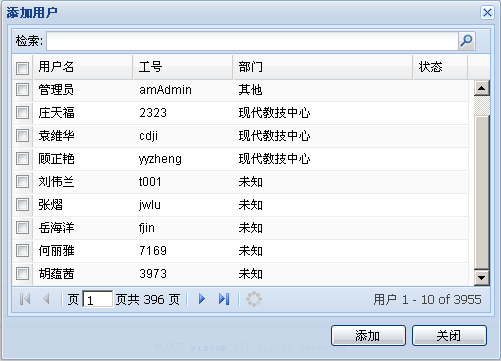 添加用户
检索:
用户名 工号 部门 状态
管理员 amAdmin 其他
庄天福 2323 现代教技中心
袁维华 cdji 现代教技中心
顾正艳 yyzheng 现代教技中心
刘伟兰 t001 未知
张熠 jwlu 未知
岳海洋 fjin 未知
何丽雅 7169 未知
胡蕴茜 3973 未知
页 1 页共 396 页 用户 1 - 10 of 3955
添加 关闭